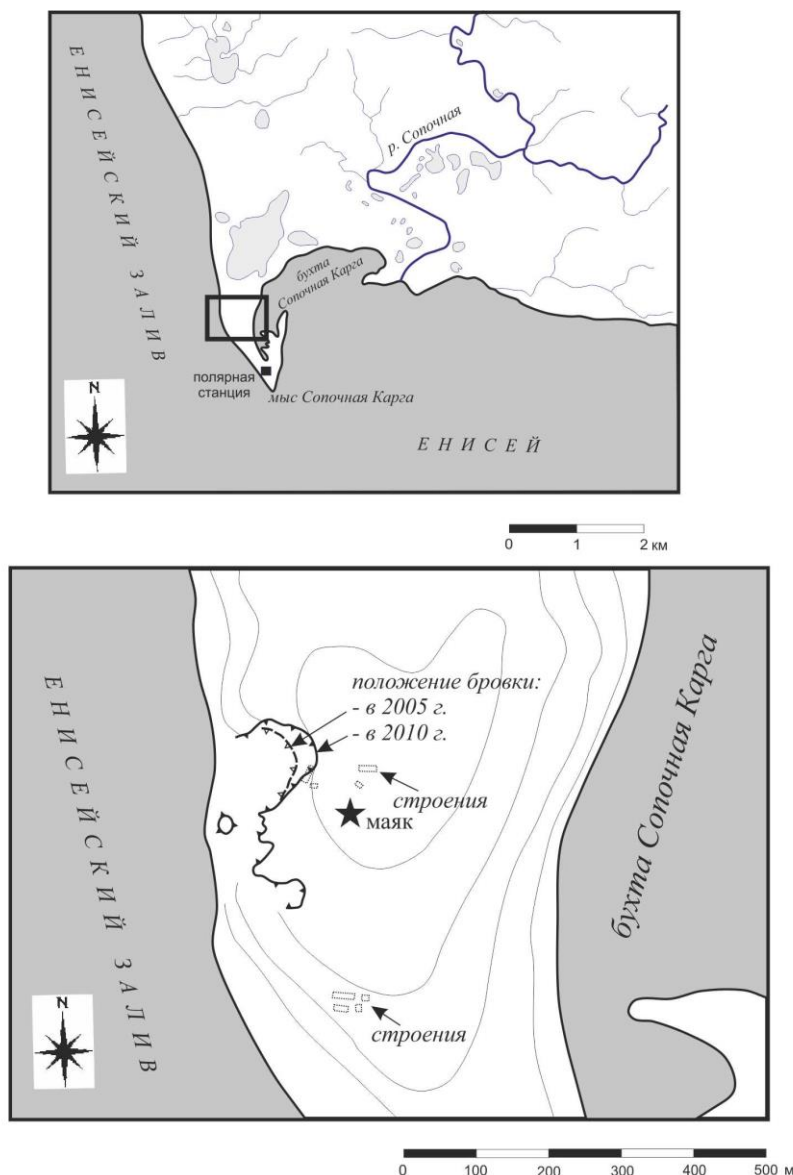 ЕНИСЕЙСКИЙ ЗАЛИВ
р. Сопочная
бухта
Сопочная Карга
полярная
станция
мыс Сопочная Карга
N
ЕНИСЕЙ
0 1 2 км
ЕНИСЕЙСКИЙ ЗАЛИВ
бухта Сопочная Карга
положение бровки:
- в 2005 г.
- в 2010 г.
строения
маяк
N
строения
0 100 200 300 400 500 м